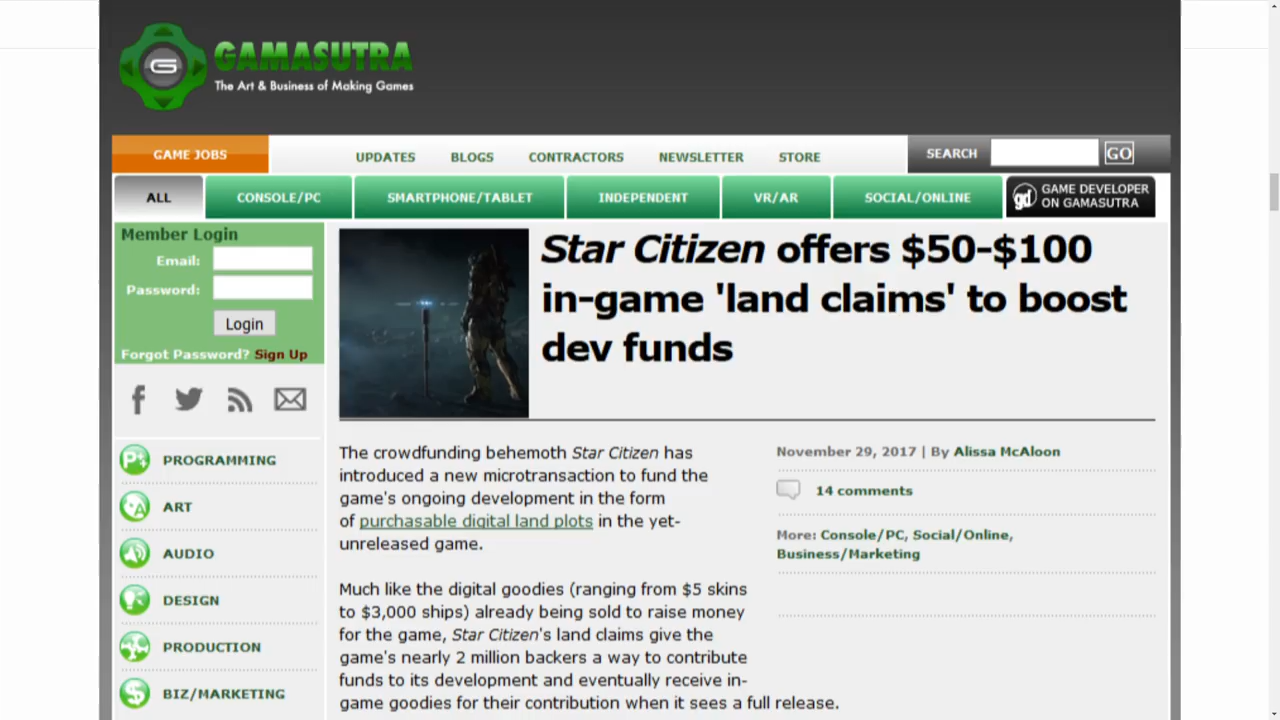 GAMASUTRA
The Art & Business of Making Games
GAME JOBS
UPDATES
BLOGS
CONTRACTORS
NEWSLETTER
STORE
SEARCH
GO
ALL
CONSOLE/PC
SMARTPHONE/TABLET
INDEPENDENT
VR/AR
SOCIAL/ONLINE
gd
GAME DEVELOPER
ON GAMASUTRA
Member Login
Email:
Password:
Login
Forgot Password? Sign Up
PROGRAMMING
ART
AUDIO
DESIGN
PRODUCTION
BIZ/MARKETING
Star Citizen offers $50-$100
in-game 'land claims' to boost
dev funds
The crowdfunding behemoth Star Citizen has
introduced a new microtransaction to fund the
game's ongoing development in the form
of purchasable digital land plots in the yet-
unreleased game.
Much like the digital goodies (ranging from $5 skins
to $3,000 ships) already being sold to raise money
for the game, Star Citizen's land claims give the
game's nearly 2 million backers a way to contribute
funds to its development and eventually receive in-
game goodies for their contribution when it sees a full release.
November 29, 2017 | By Alissa McAloon
14 comments
More: Console/PC, Social/Online,
Business/Marketing